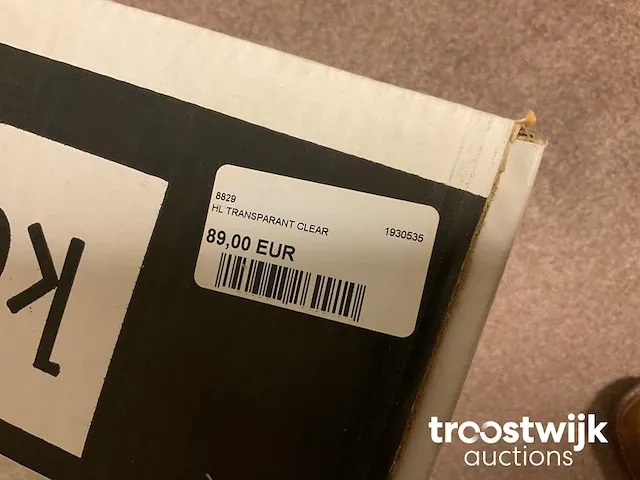 8829
HL TRANSPARANT CLEAR 1930535
89,00 EUR
troostwijk
auctions